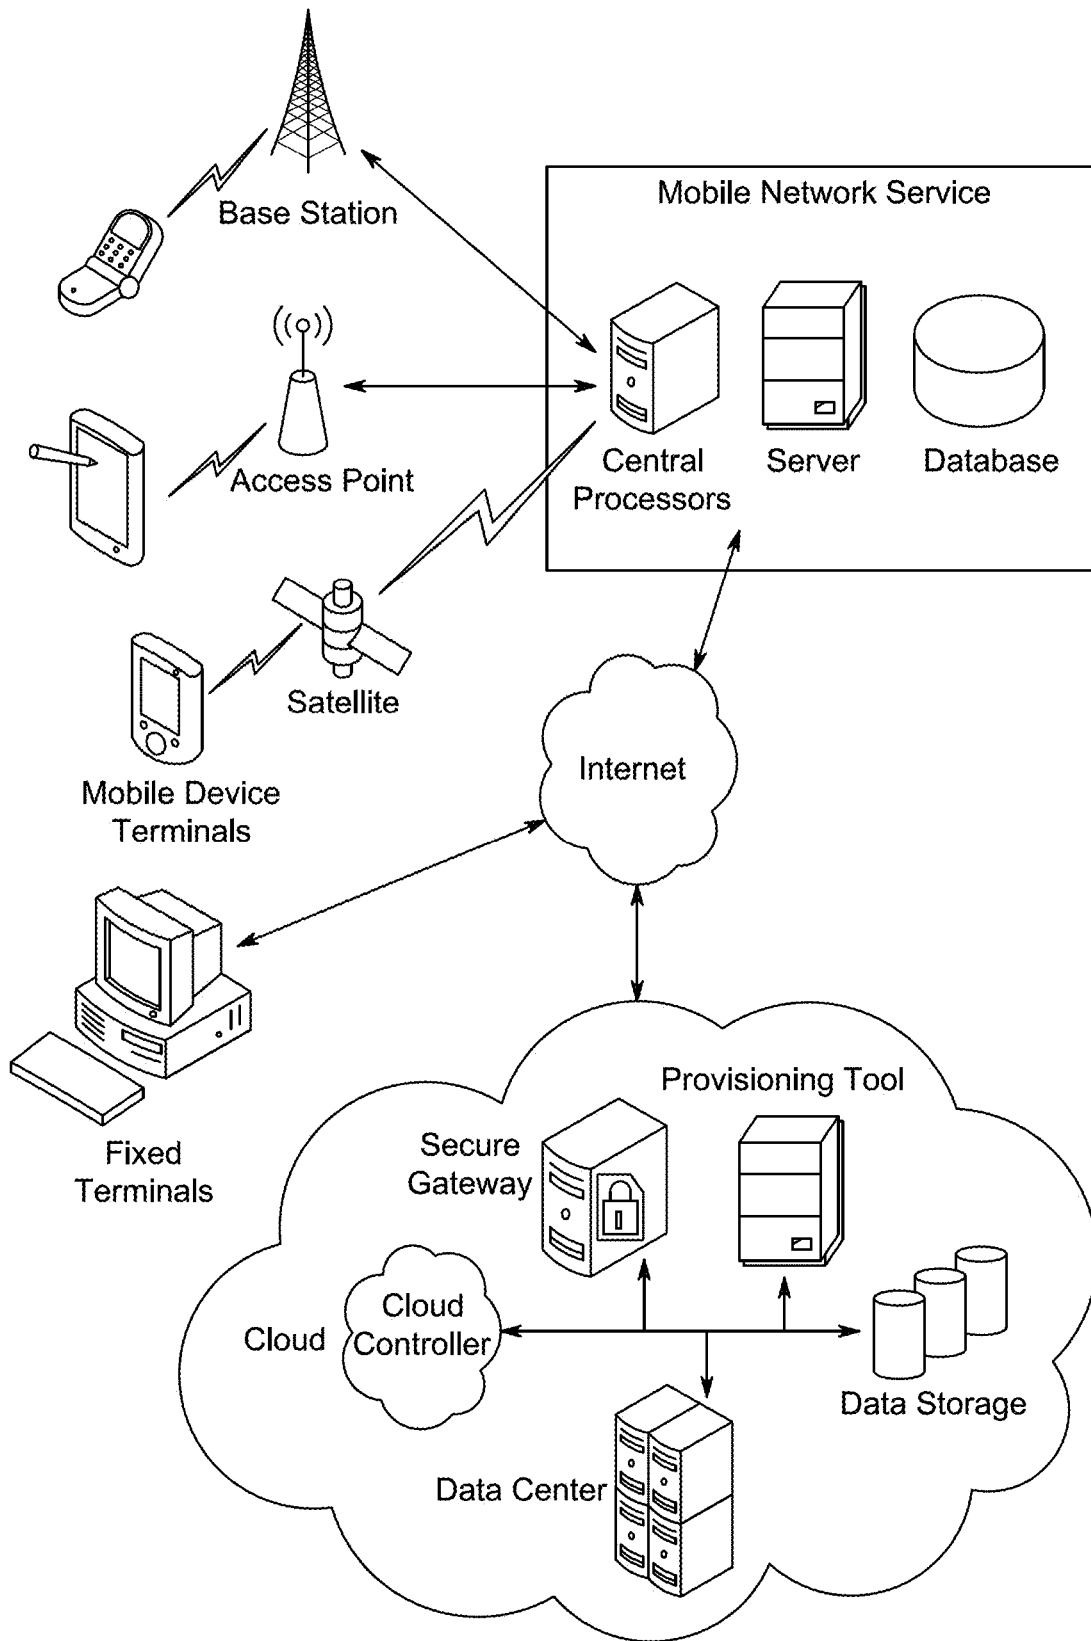 Base Station
Mobile Network Service
Access Point
Central
Processors
Server
Database
Satellite
Mobile Device
Terminals
Internet
Fixed
Terminals
Provisioning Tool
Secure
Gateway
Cloud
Cloud
Controller
Data Storage
Data Center